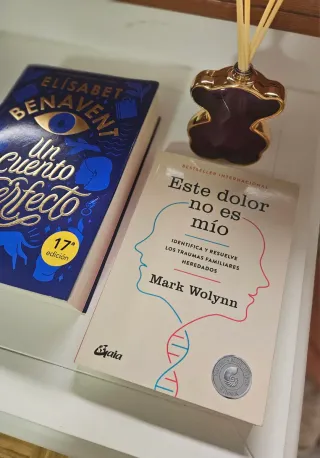 ELÍSABET
BENAVENT
Un
cuento
perfecto
17ª
edición
BESTSELLER INTERNACIONAL
Este dolor
no es
mío
IDENTIFICA Y RESUELVE
LOS TRAUMAS FAMILIARES
HEREDADOS
Mark Wolynn
Gaia